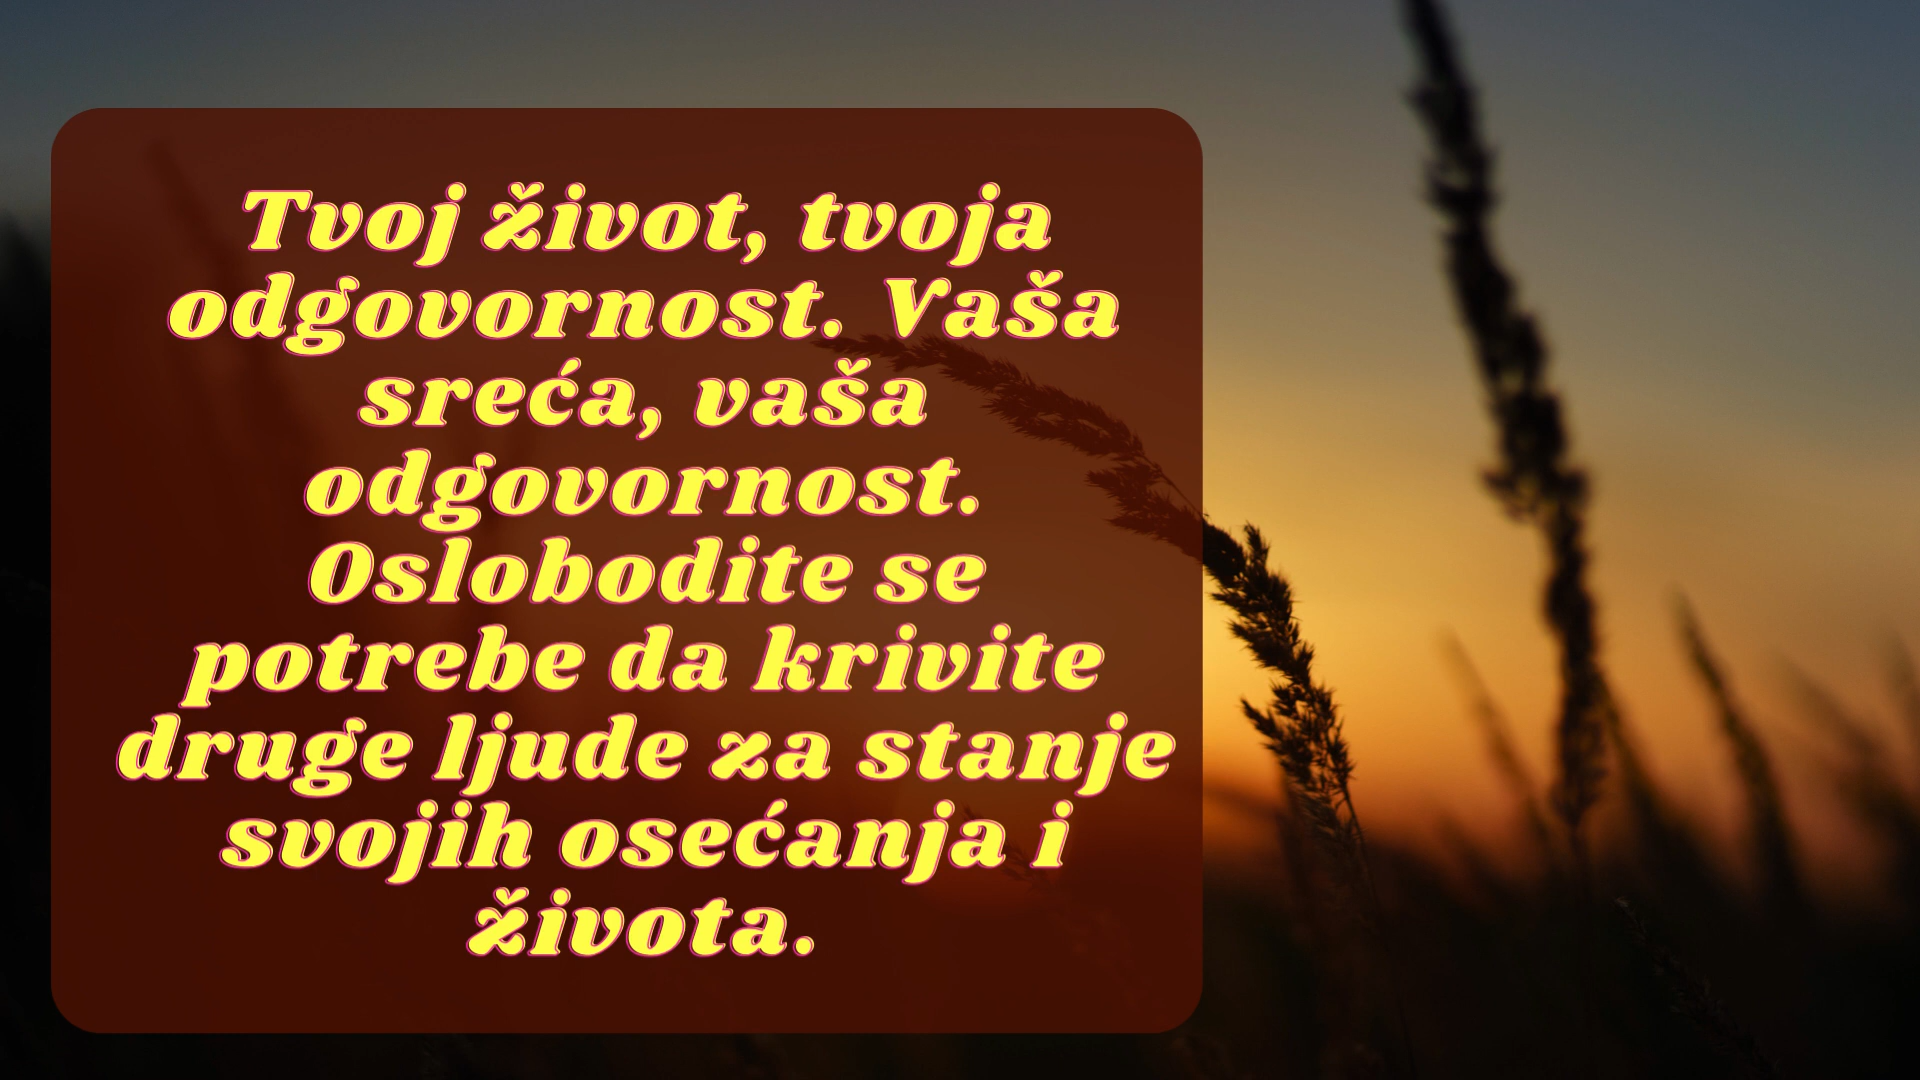 Tvoj život, tvoja
odgovornost. Vaša
sreća, vaša
odgovornost.
Oslobodite se
potrebe da krivite
druge ljude za stanje
svojih osećanja i
života.